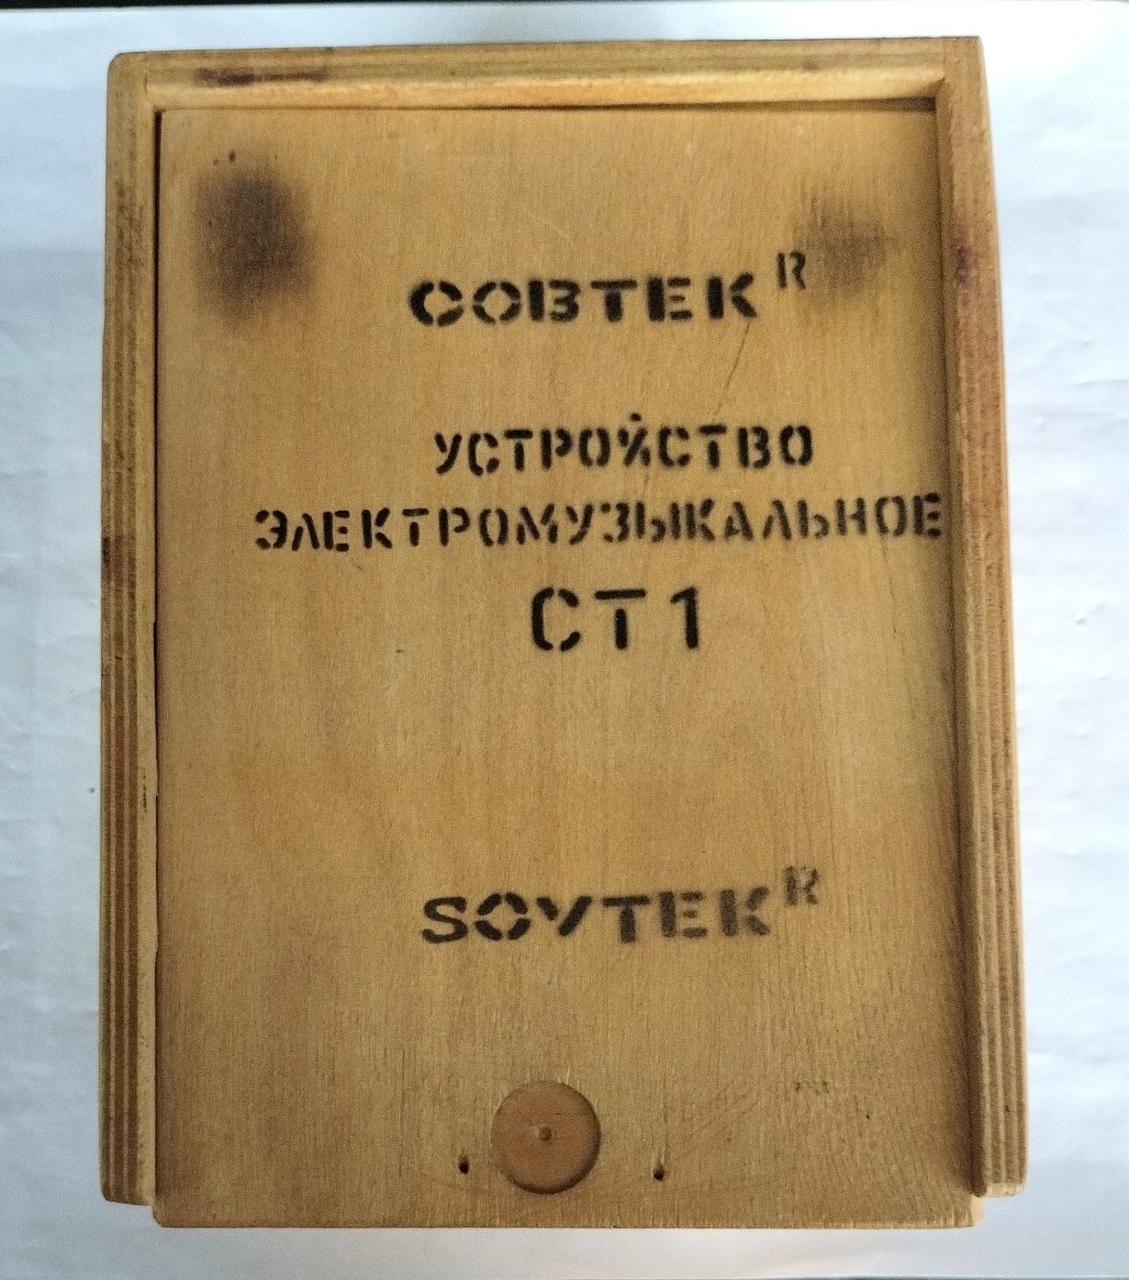 СОВТЕК R
УСТРОЙСТВО
ЭЛЕКТРОМУЗЫКАЛЬНОЕ
СТ1
SOVTEK R